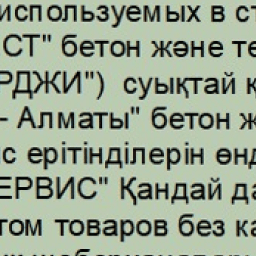 используемых в ст
СТ" бетон және те
РДЖИ") суықтай қ
- Алматы" бетон ж
с ерітінділерін өнд
ЕРВИС" Қандай да
том товаров без ка